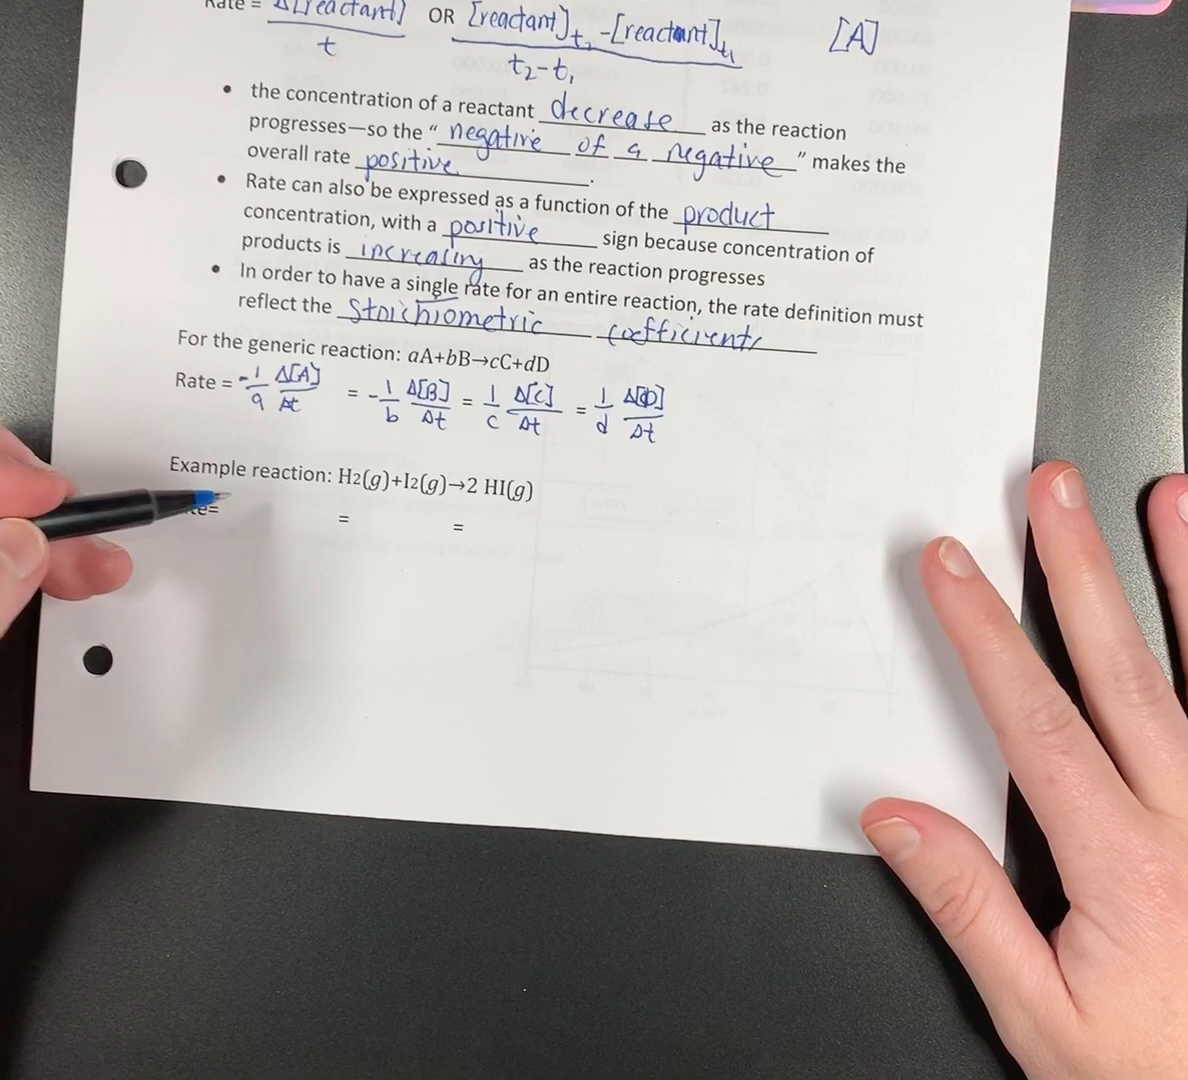 Rate = Δ[reactant] OR [reactant]t₂ -[reactant]t₁ [A]
t t₂-t₁
• the concentration of a reactant decrease as the reaction
progresses—so the “ negative of a negative ” makes the
overall rate positive .
• Rate can also be expressed as a function of the product
concentration, with a positive sign because concentration of
products is increasing as the reaction progresses
• In order to have a single rate for an entire reaction, the rate definition must
reflect the Stoichiometric coefficients
For the generic reaction: aA+bB→cC+dD
Rate = -1/a Δ[A]/Δt = -1/b Δ[B]/Δt = 1/c Δ[C]/Δt = 1/d Δ[D]/Δt
Example reaction: H2(g)+I2(g)→2 HI(g)
= =